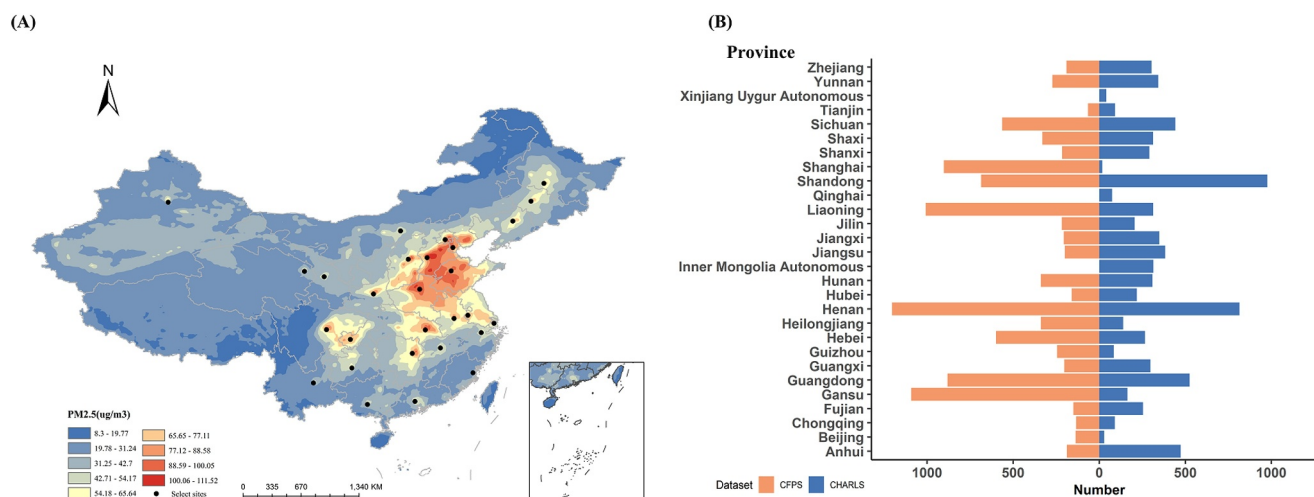 (A)
N
PM2.5(ug/m3)
8.3 - 19.77
19.78 - 31.24
31.25 - 42.7
42.71 - 54.17
54.18 - 65.64
65.65 - 77.11
77.12 - 88.58
88.59 - 100.05
100.06 - 111.52
Select sites
0 335 670 1,340 KM
(B)
Province
Zhejiang
Yunnan
Xinjiang Uygur Autonomous
Tianjin
Sichuan
Shaxi
Shanxi
Shanghai
Shandong
Qinghai
Liaoning
Jilin
Jiangxi
Jiangsu
Inner Mongolia Autonomous
Hunan
Hubei
Henan
Heilongjiang
Hebei
Guizhou
Guangxi
Guangdong
Gansu
Fujian
Chongqing
Beijing
Anhui
1000 500 0 500 1000
Number
Dataset CFPS CHARLS